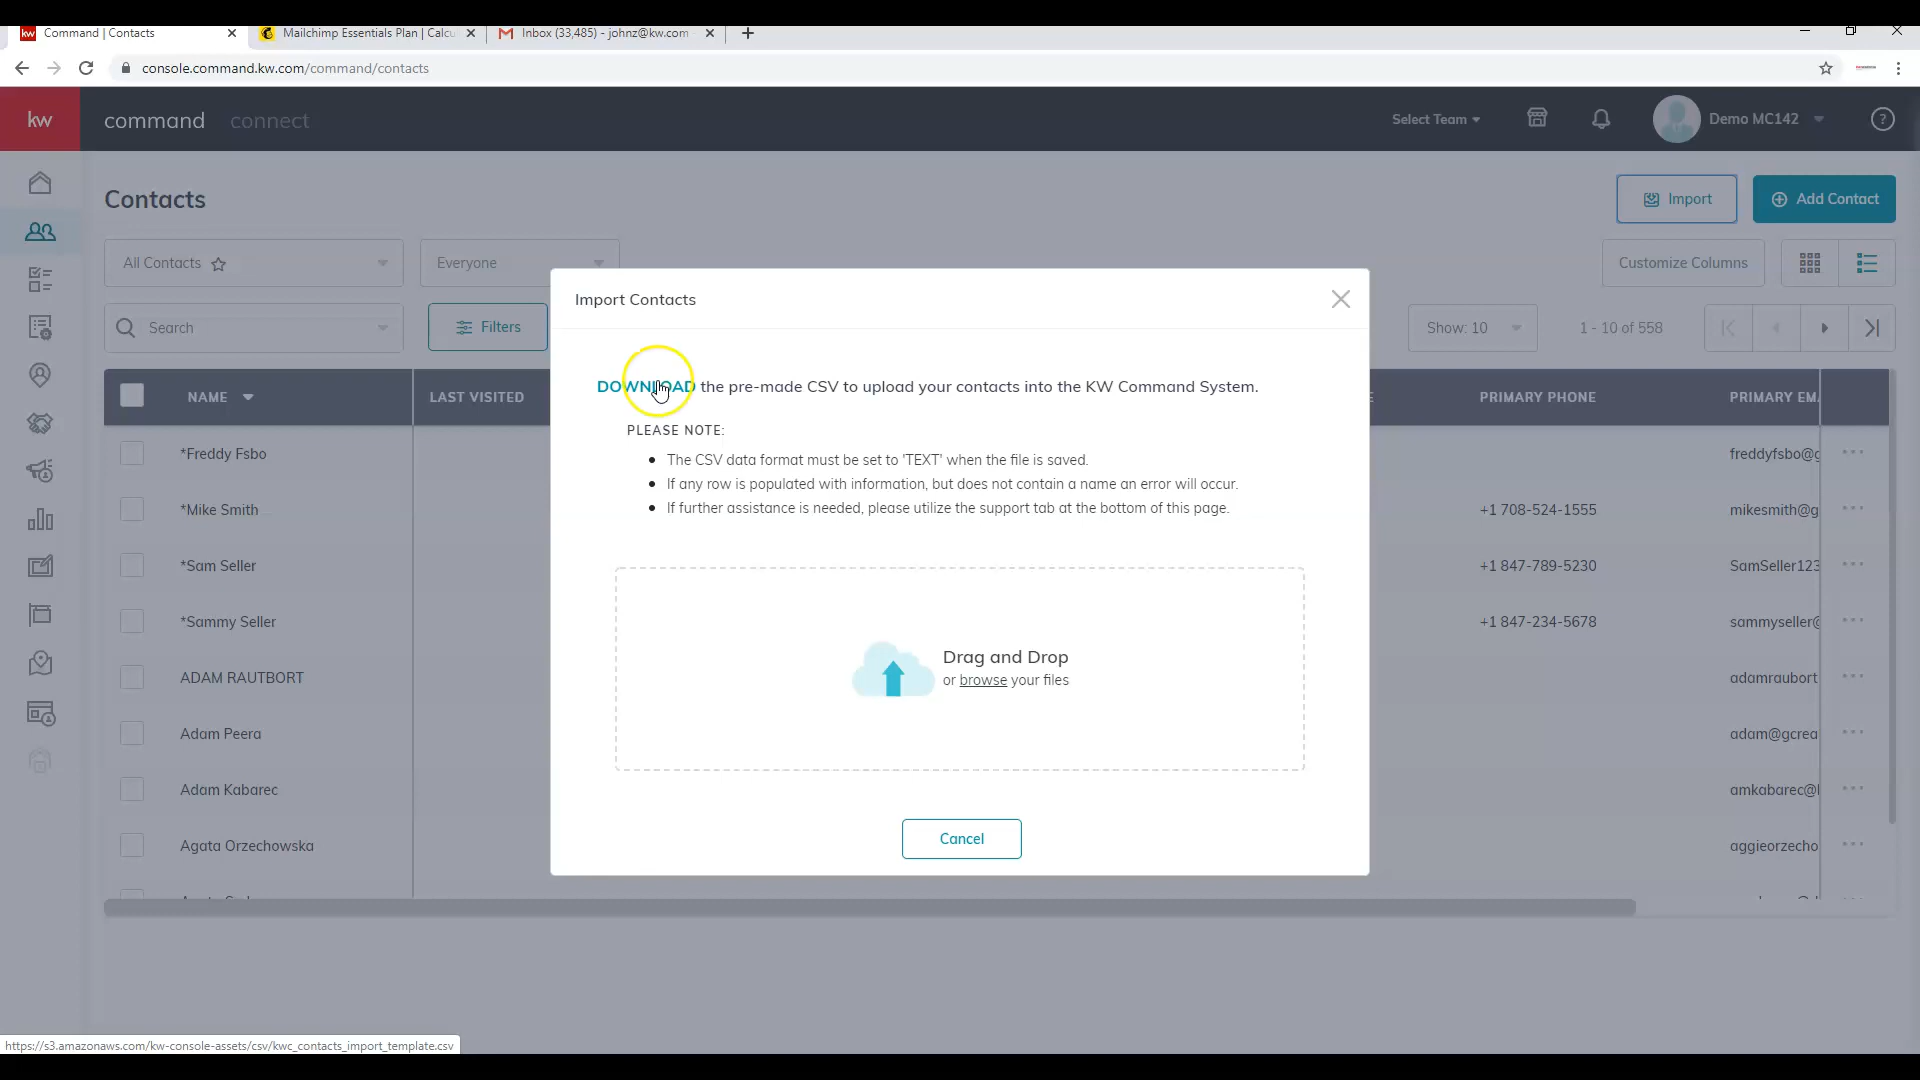 kw Command | Contacts
Mailchimp Essentials Plan | Calcu
Inbox (33,485) - johnz@kw.com
console.command.kw.com/command/contacts
kw
command connect
Select Team
Demo MC142
?
Contacts
Import
Add Contact
All Contacts
Everyone
Customize Columns
Search
Filters
Show: 10
1 - 10 of 558
NAME
LAST VISITED
PRIMARY PHONE
PRIMARY EMA
*Freddy Fsbo
freddyfsbo@g
*Mike Smith
+1 708-524-1555
mikesmith@g
*Sam Seller
+1 847-789-5230
SamSeller123
*Sammy Seller
+1 847-234-5678
sammyseller@
ADAM RAUTBORT
adamraubort
Adam Peera
adam@gcrea
Adam Kabarec
amkabarec@
Agata Orzechowska
aggieorzecho
Import Contacts
DOWNLOAD the pre-made CSV to upload your contacts into the KW Command System.
PLEASE NOTE:
The CSV data format must be set to 'TEXT' when the file is saved.
If any row is populated with information, but does not contain a name an error will occur.
If further assistance is needed, please utilize the support tab at the bottom of this page.
Drag and Drop
or browse your files
Cancel
https://s3.amazonaws.com/kw-console-assets/csv/kwc_contacts_import_template.csv